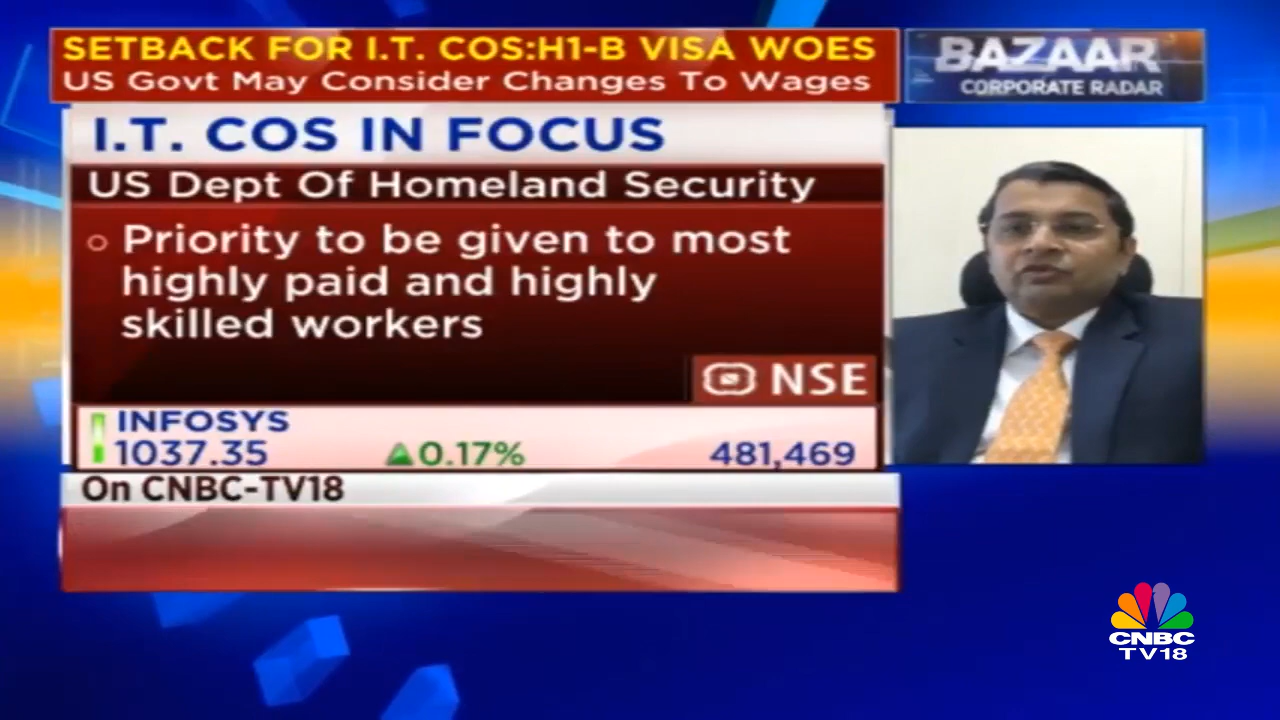 SETBACK FOR I.T. COS:H1-B VISA WOES
US Govt May Consider Changes To Wages
BAZAAR
CORPORATE RADAR
I.T. COS IN FOCUS
US Dept Of Homeland Security
Priority to be given to most
highly paid and highly
skilled workers
NSE
INFOSYS
1037.35 0.17% 481,469
On CNBC-TV18
CNBC
TV18